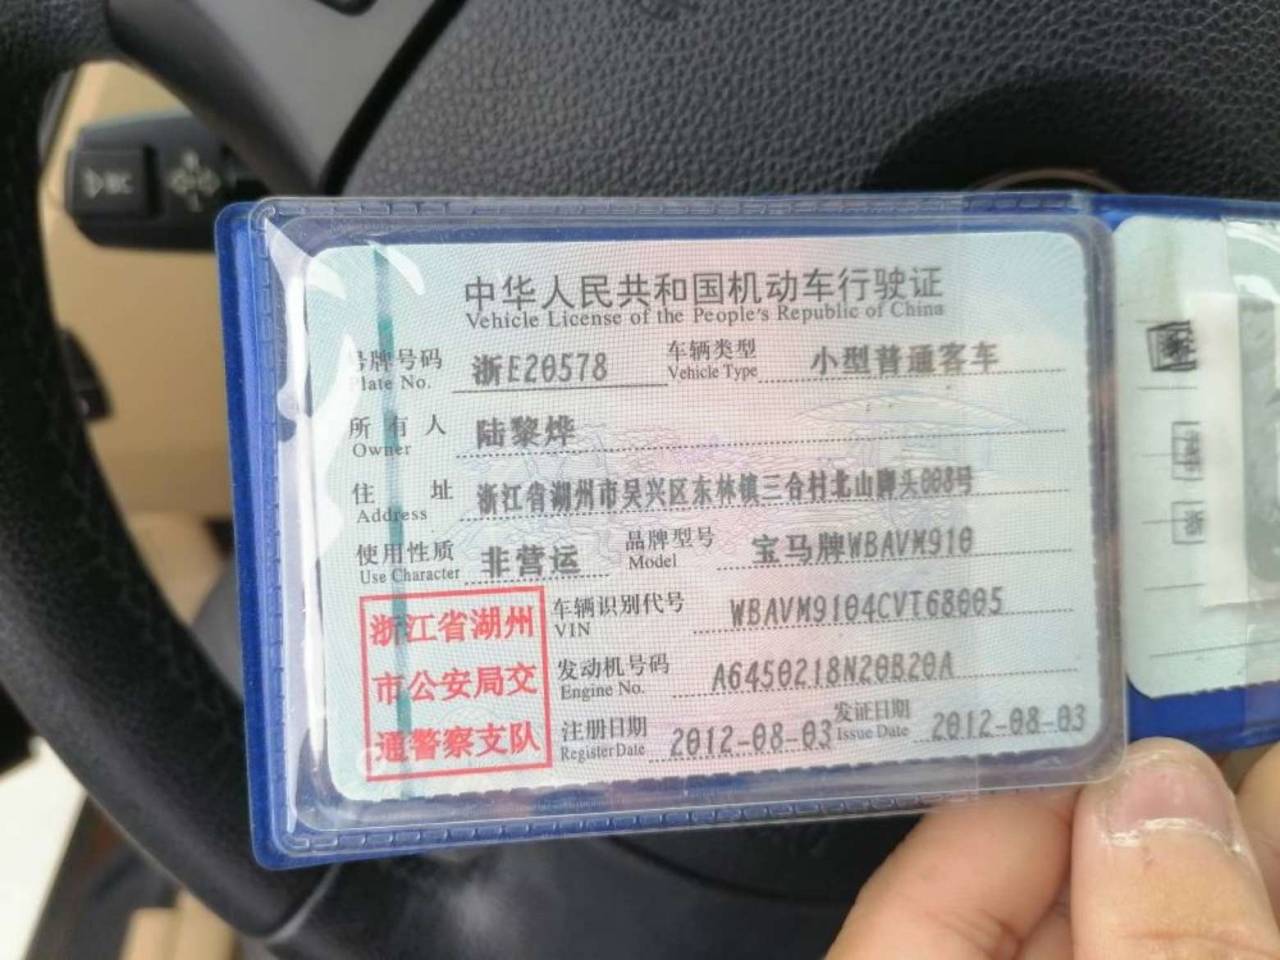 中华人民共和国机动车行驶证
Vehicle License of the People's Republic of China
号牌号码 浙E20578 车辆类型 小型普通客车
Plate No. Vehicle Type
所有人 陆黎烨
Owner
住址 浙江省湖州市吴兴区东林镇三合村北山脚头008号
Address
使用性质 非营运 品牌型号 宝马牌WBAVM910
Use Character Model
浙江省湖州
市公安局交
通警察支队
车辆识别代号 WBAVM9104CVT68005
VIN
发动机号码 A6450218N20B20A
Engine No.
注册日期 2012-08-03 发证日期 2012-08-03
Register Date Issue Date
浙